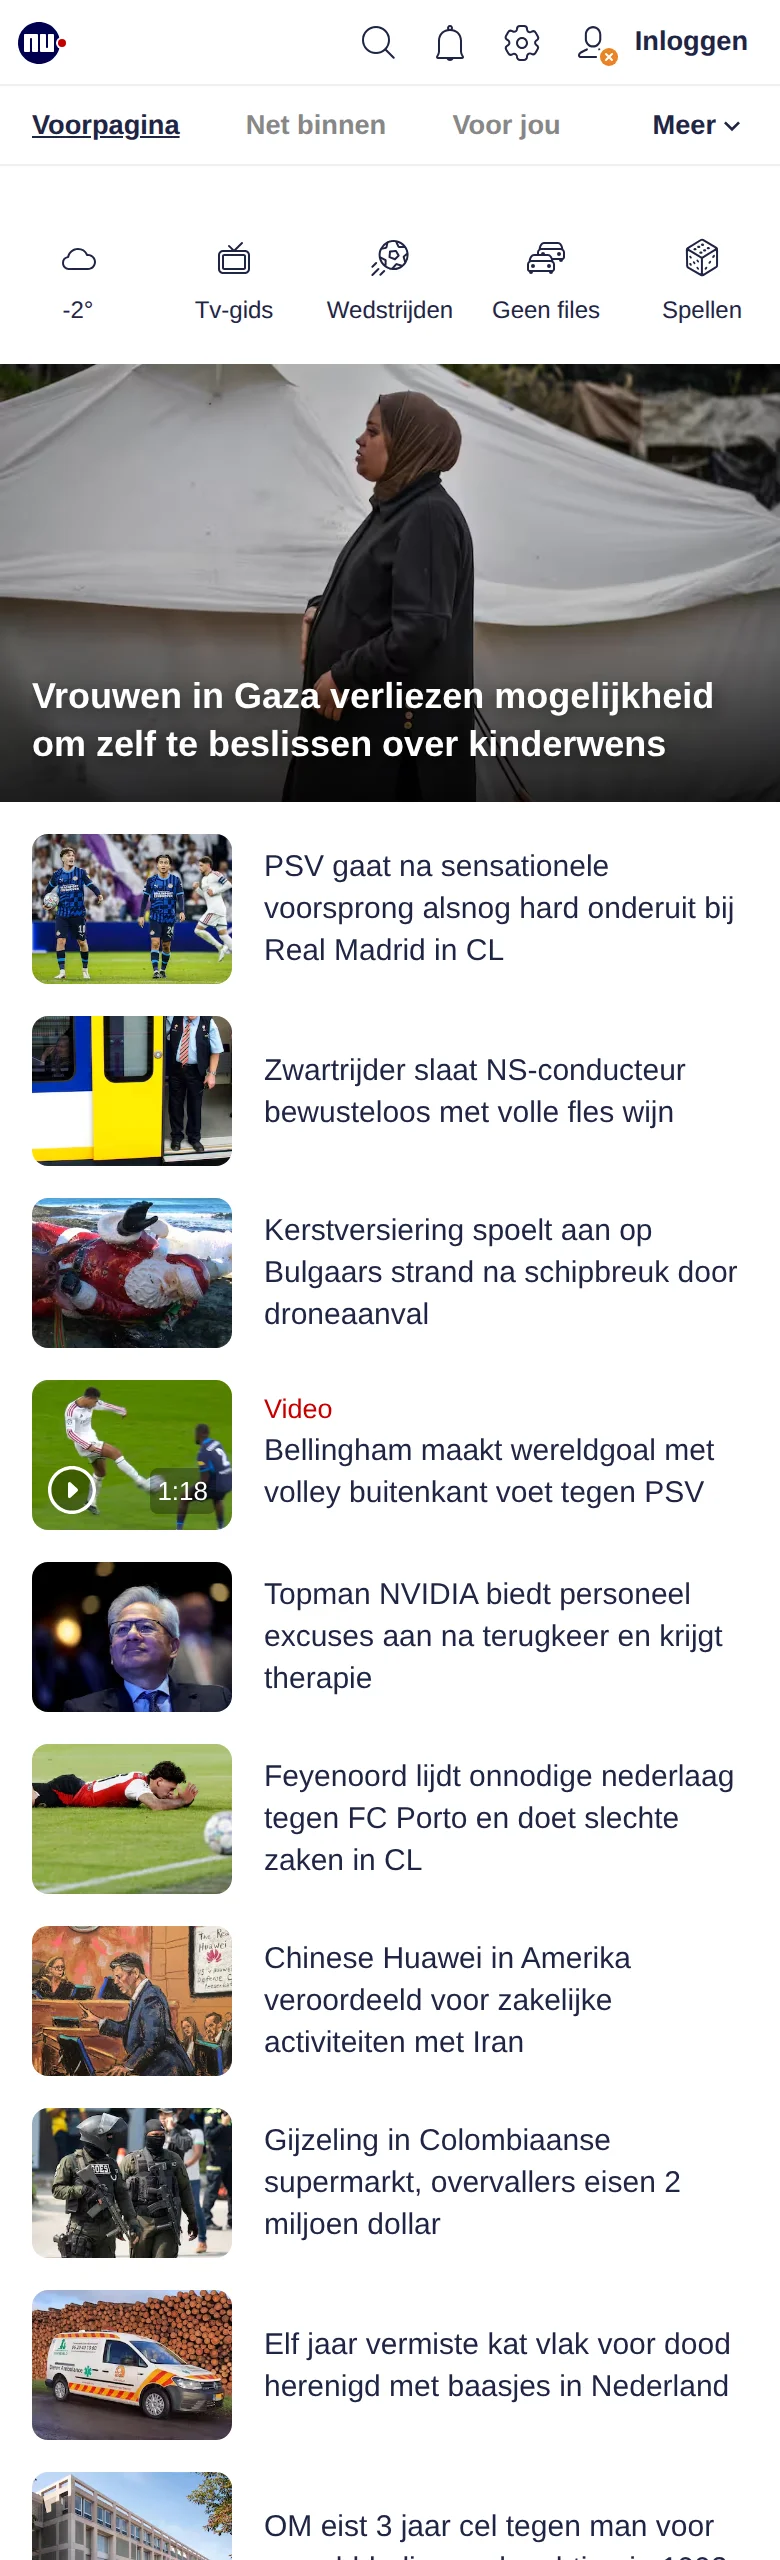 nu
Inloggen
Voorpagina
Net binnen
Voor jou
Meer
-2°
Tv-gids
Wedstrijden
Geen files
Spellen
Vrouwen in Gaza verliezen mogelijkheid
om zelf te beslissen over kinderwens
PSV gaat na sensationele
voorsprong alsnog hard onderuit bij
Real Madrid in CL
Zwartrijder slaat NS-conducteur
bewusteloos met volle fles wijn
Kerstversiering spoelt aan op
Bulgaars strand na schipbreuk door
droneaanval
Video
Bellingham maakt wereldgoal met
volley buitenkant voet tegen PSV
1:18
Topman NVIDIA biedt personeel
excuses aan na terugkeer en krijgt
therapie
Feyenoord lijdt onnodige nederlaag
tegen FC Porto en doet slechte
zaken in CL
Chinese Huawei in Amerika
veroordeeld voor zakelijke
activiteiten met Iran
Gijzeling in Colombiaanse
supermarkt, overvallers eisen 2
miljoen dollar
Elf jaar vermiste kat vlak voor dood
herenigd met baasjes in Nederland
OM eist 3 jaar cel tegen man voor